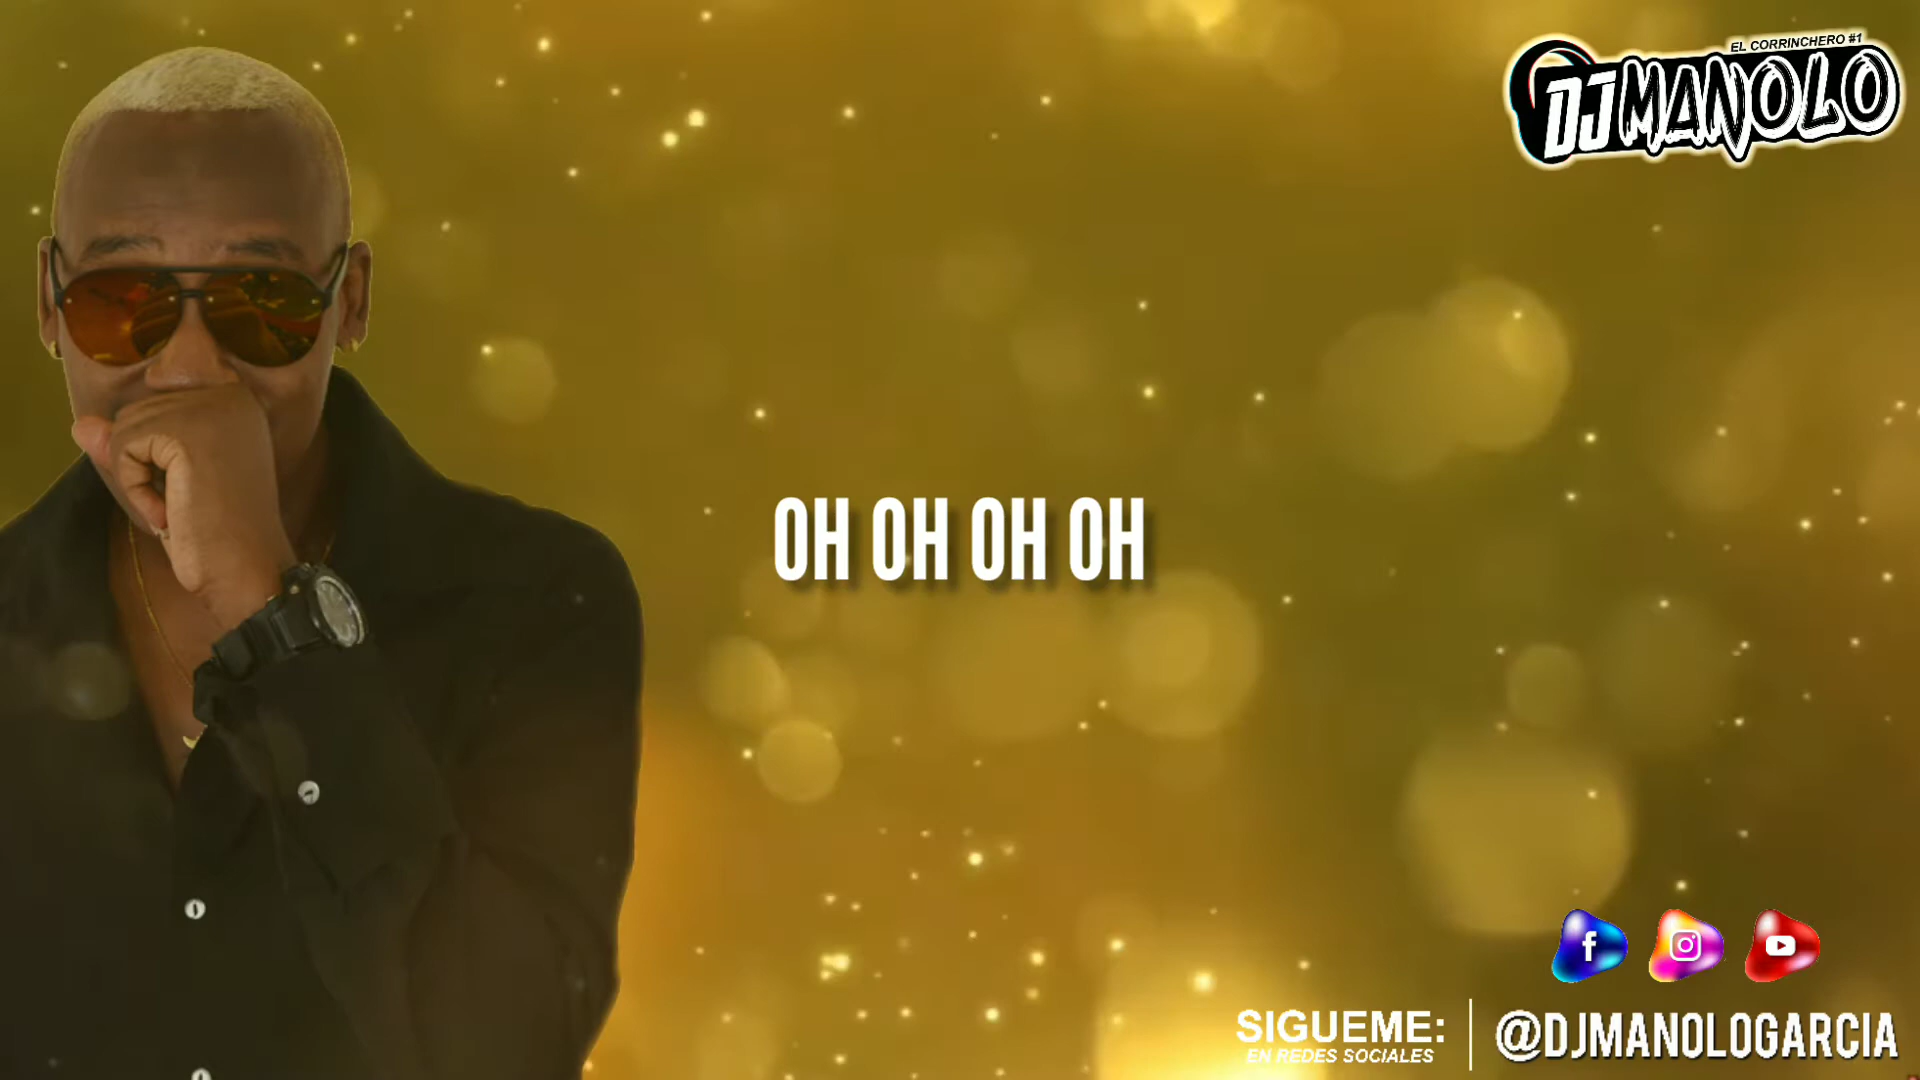 EL CORRINCHERO #1
DJ MANOLO
OH OH OH OH
SIGUEME:
EN REDES SOCIALES
@DJMANOLOGARCIA